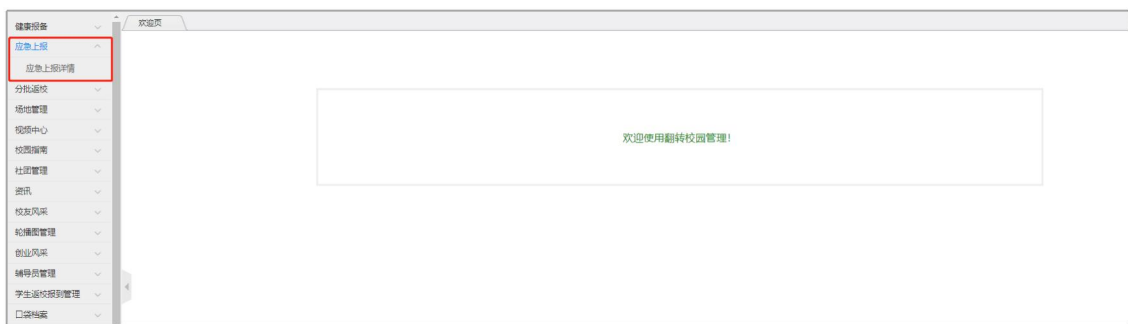 健康报备
应急上报
应急上报详情
分批返校
场地管理
视频中心
校园指南
社团管理
资讯
校友风采
轮播图管理
创业风采
辅导员管理
学生返校报到管理
口袋档案
欢迎页
欢迎使用翻转校园管理!